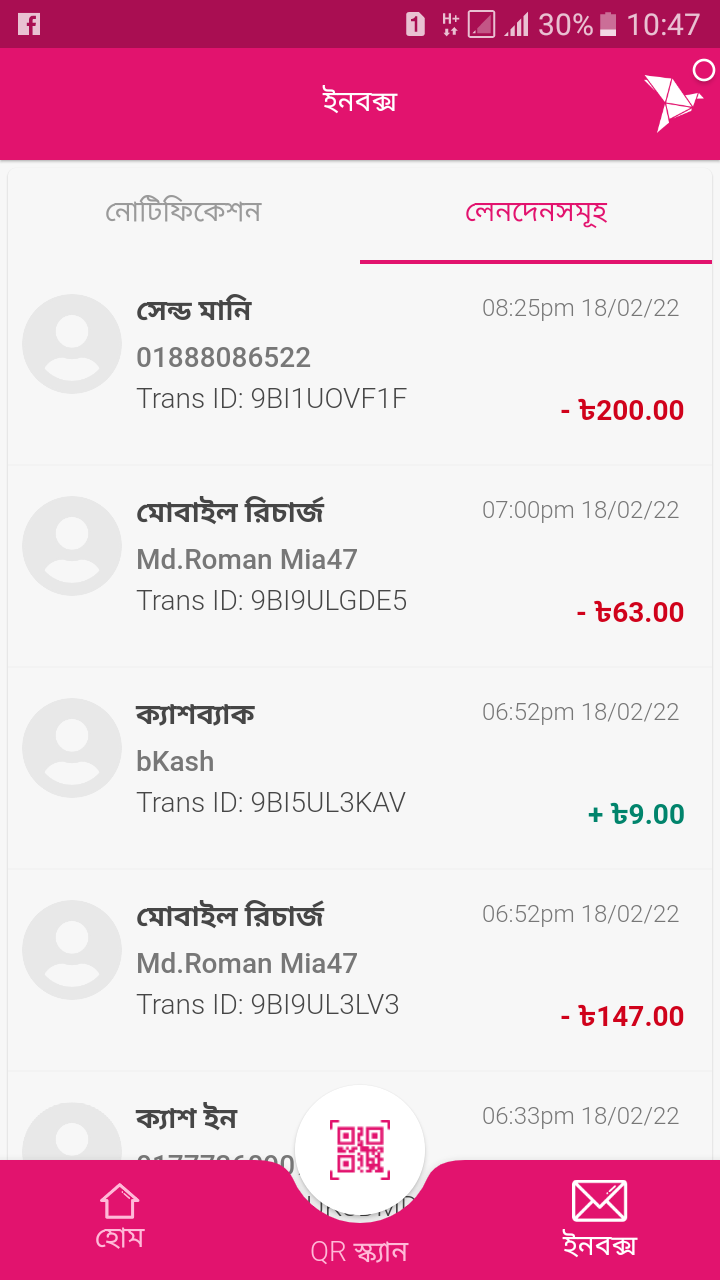 1 H+ 30% 10:47
ইনবক্স
নোটিফিকেশন লেনদেনসমূহ
সেন্ড মানি 08:25pm 18/02/22
01888086522
Trans ID: 9BI1UOVF1F
- ৳200.00
মোবাইল রিচার্জ 07:00pm 18/02/22
Md.Roman Mia47
Trans ID: 9BI9ULGDE5
- ৳63.00
ক্যাশব্যাক 06:52pm 18/02/22
bKash
Trans ID: 9BI5UL3KAV
+ ৳9.00
মোবাইল রিচার্জ 06:52pm 18/02/22
Md.Roman Mia47
Trans ID: 9BI9UL3LV3
- ৳147.00
ক্যাশ ইন 06:33pm 18/02/22
হোম QR স্ক্যান ইনবক্স